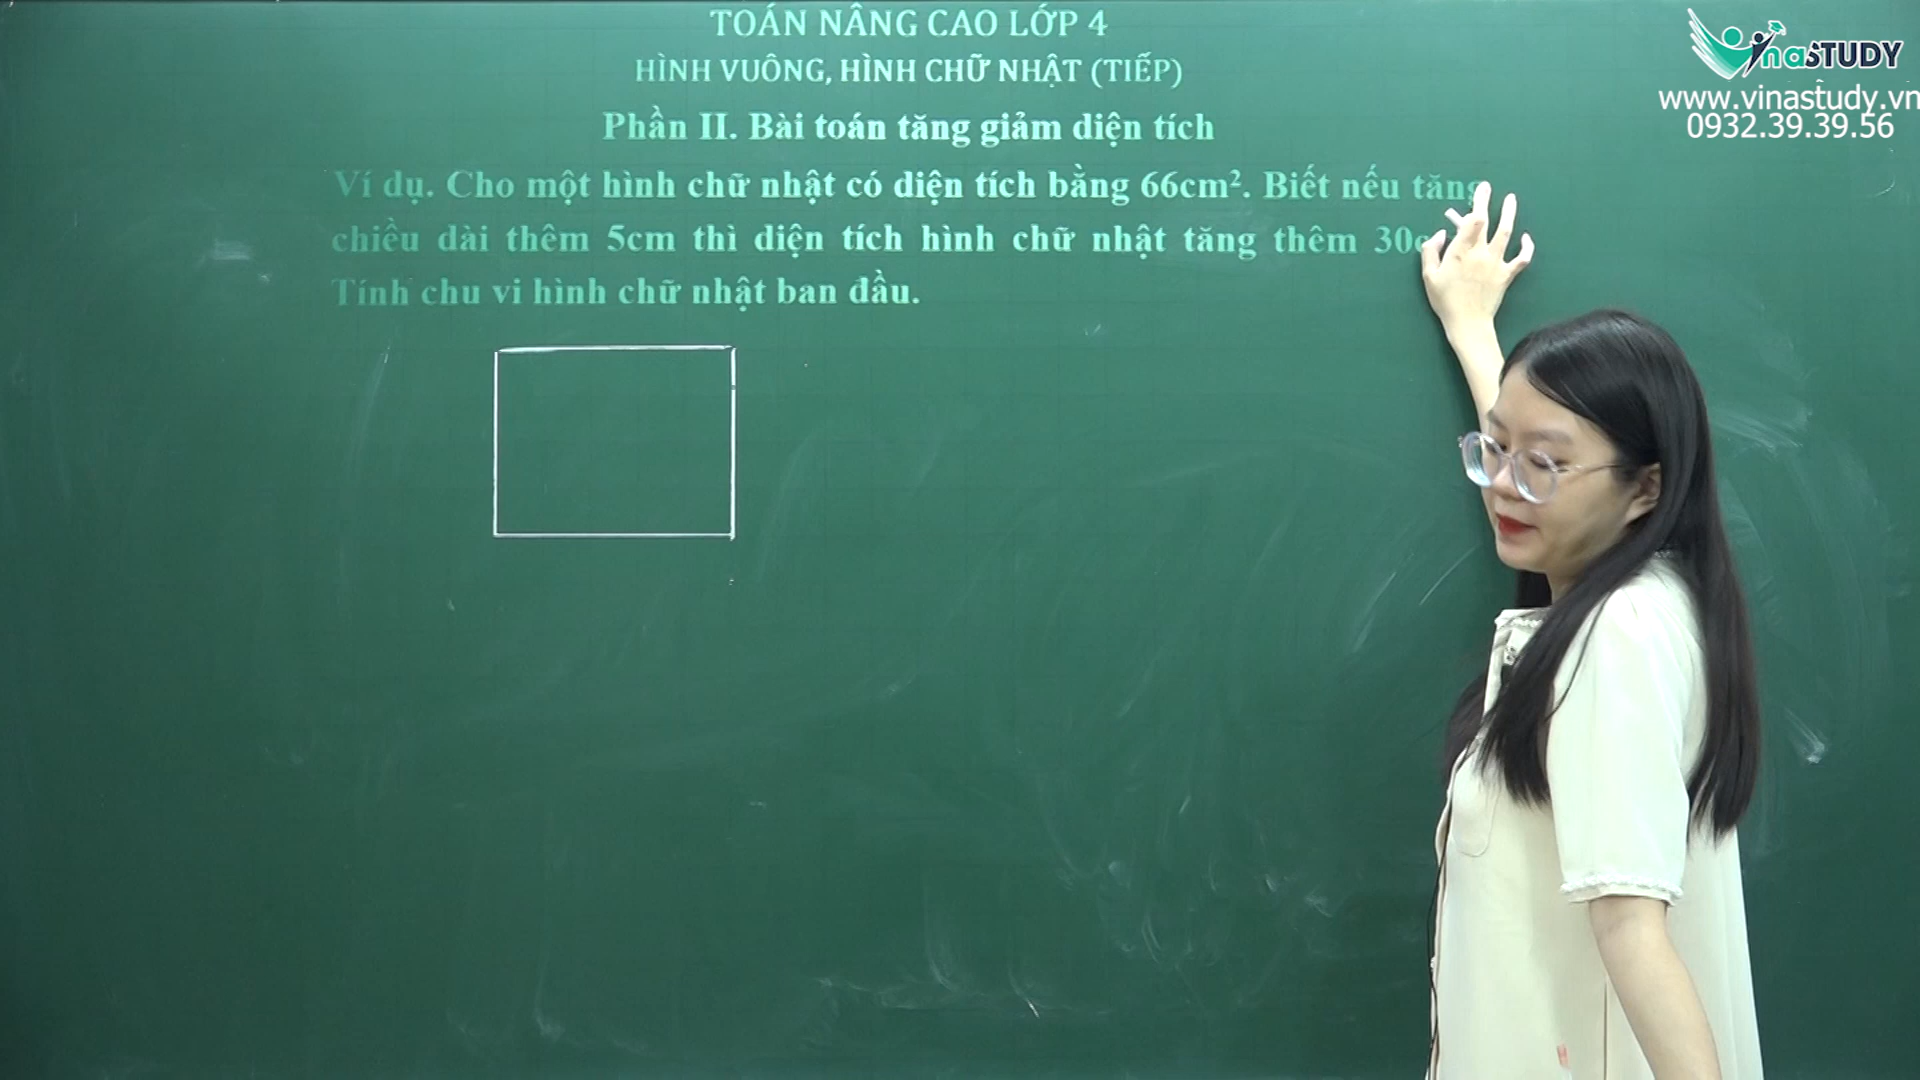 TOÁN NÂNG CAO LỚP 4
HÌNH VUÔNG, HÌNH CHỮ NHẬT (TIẾP)
Phần II. Bài toán tăng giảm diện tích
Ví dụ. Cho một hình chữ nhật có diện tích bằng 66cm². Biết nếu tăng
chiều dài thêm 5cm thì diện tích hình chữ nhật tăng thêm
Tính chu vi hình chữ nhật ban đầu.
VinaSTUDY
www.vinastudy.vn
0932.39.39.56